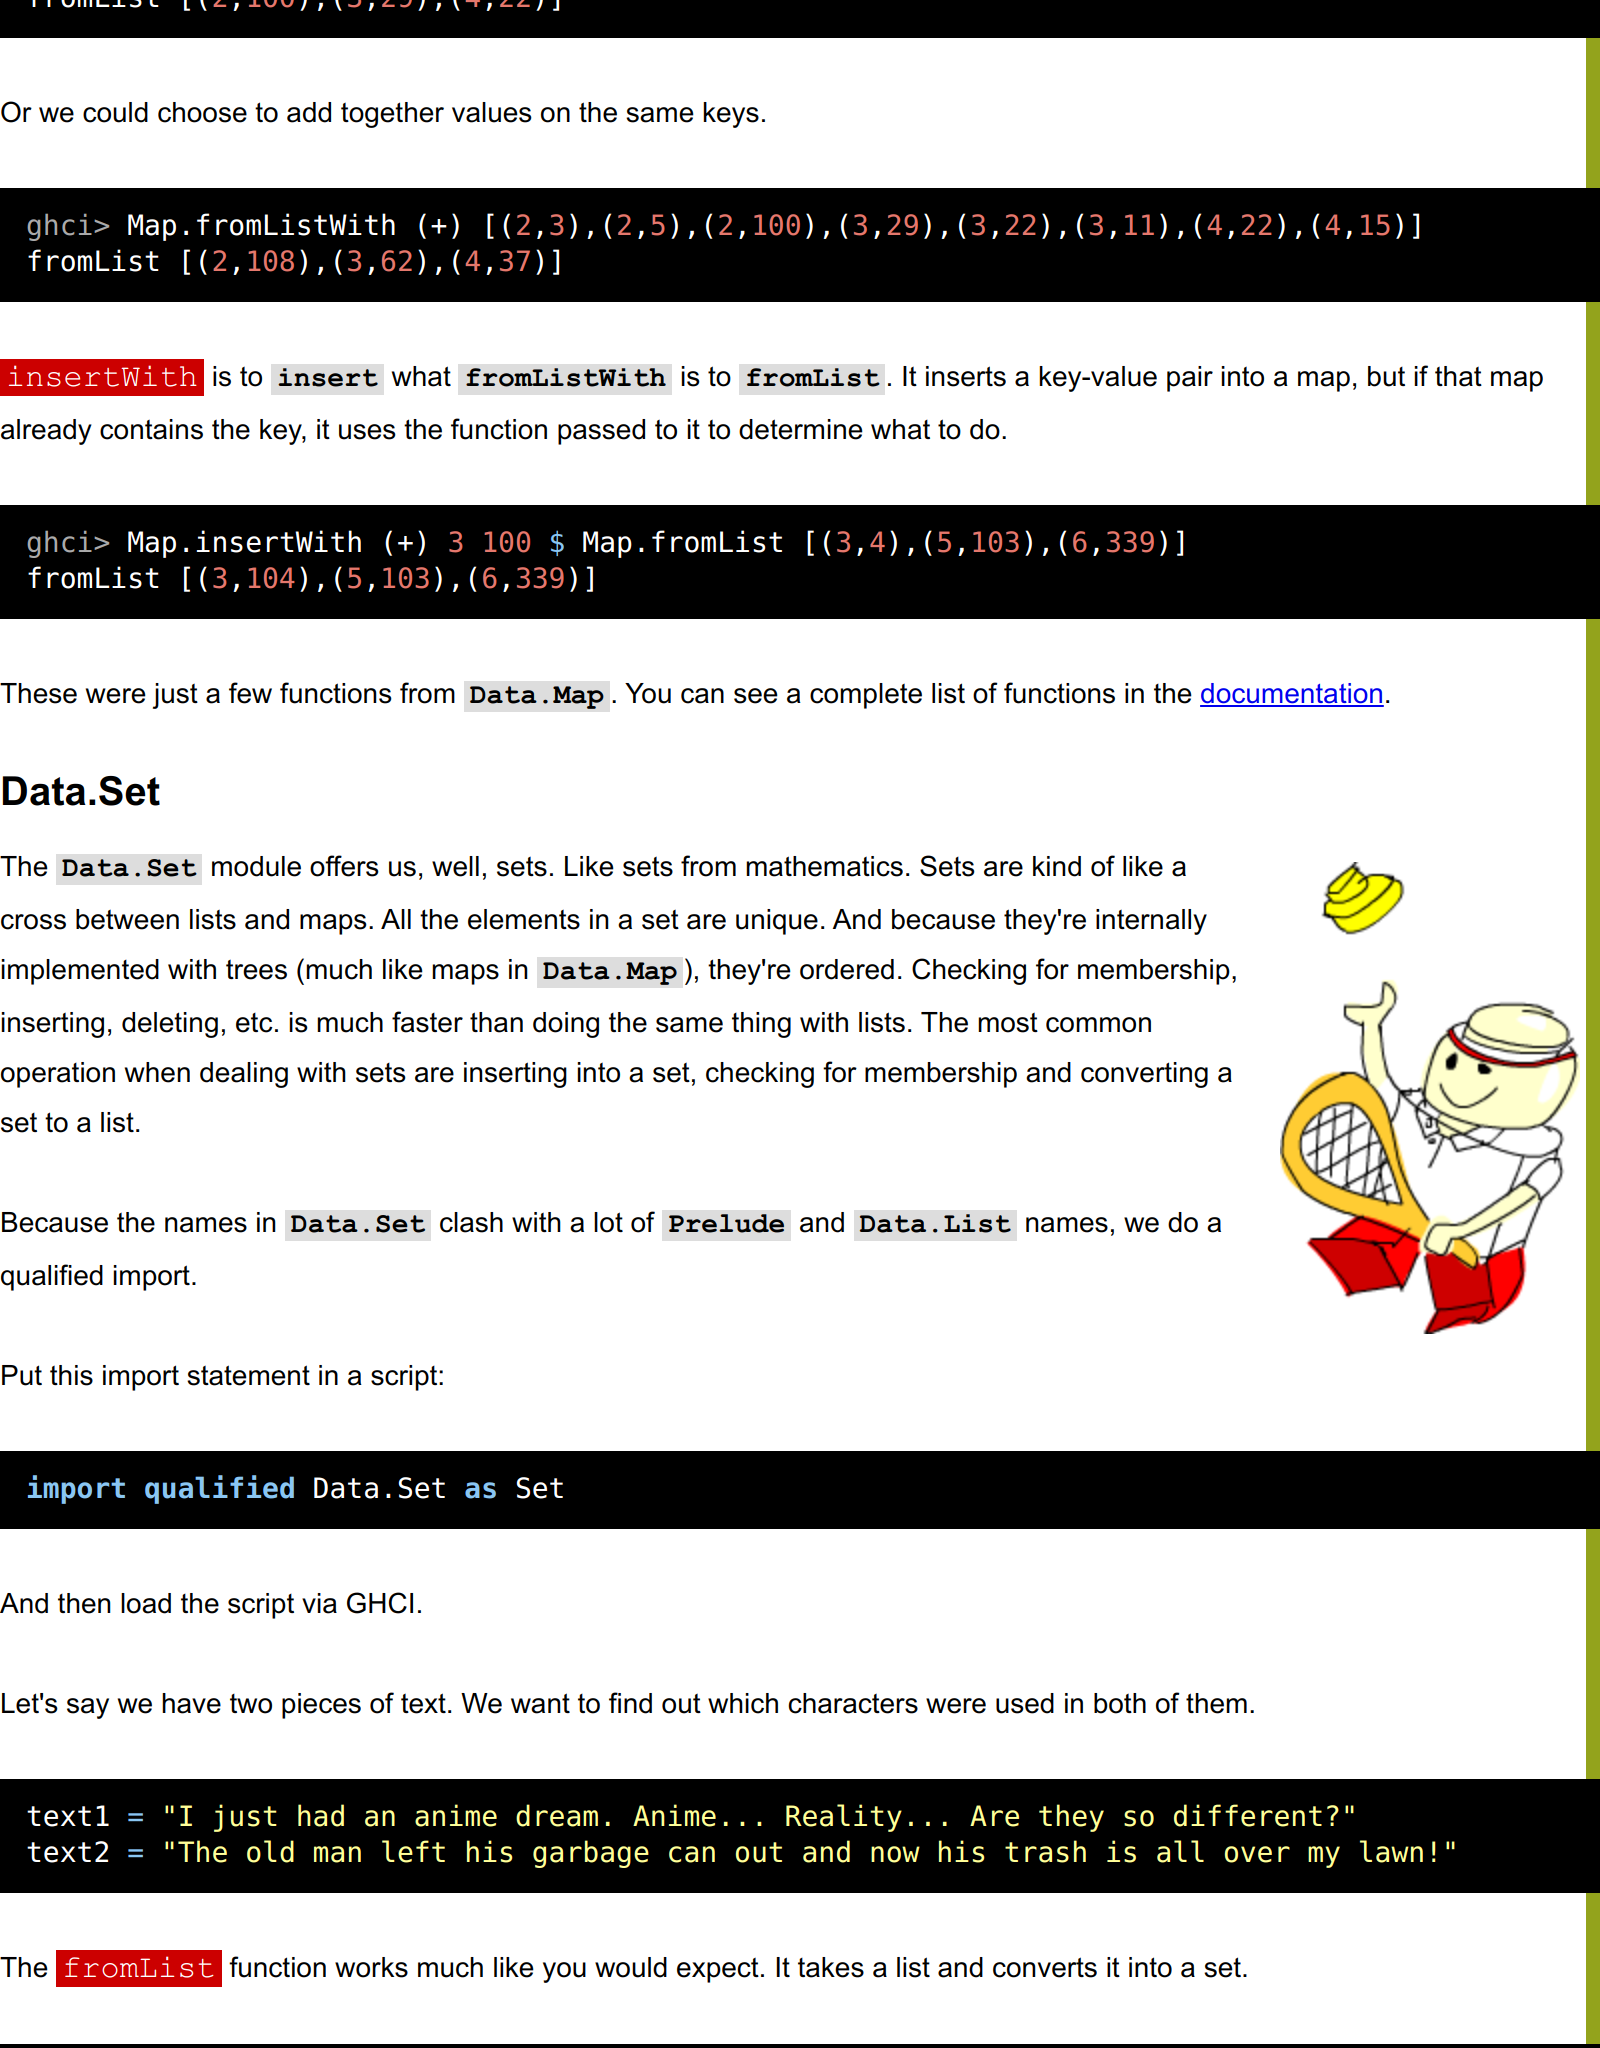 fromList [(2,100),(3,29),(4,22)]
Or we could choose to add together values on the same keys.
ghci> Map.fromListWith (+) [(2,3),(2,5),(2,100),(3,29),(3,22),(3,11),(4,22),(4,15)]
fromList [(2,108),(3,62),(4,37)]
insertWith is to insert what fromListWith is to fromList. It inserts a key-value pair into a map, but if that map
already contains the key, it uses the function passed to it to determine what to do.
ghci> Map.insertWith (+) 3 100 $ Map.fromList [(3,4),(5,103),(6,339)]
fromList [(3,104),(5,103),(6,339)]
These were just a few functions from Data.Map. You can see a complete list of functions in the documentation.
Data.Set
The Data.Set module offers us, well, sets. Like sets from mathematics. Sets are kind of like a
cross between lists and maps. All the elements in a set are unique. And because they're internally
implemented with trees (much like maps in Data.Map), they're ordered. Checking for membership,
inserting, deleting, etc. is much faster than doing the same thing with lists. The most common
operation when dealing with sets are inserting into a set, checking for membership and converting a
set to a list.
Because the names in Data.Set clash with a lot of Prelude and Data.List names, we do a
qualified import.
Put this import statement in a script:
import qualified Data.Set as Set
And then load the script via GHCI.
Let's say we have two pieces of text. We want to find out which characters were used in both of them.
text1 = "I just had an anime dream. Anime... Reality... Are they so different?"
text2 = "The old man left his garbage can out and now his trash is all over my lawn!"
The fromList function works much like you would expect. It takes a list and converts it into a set.